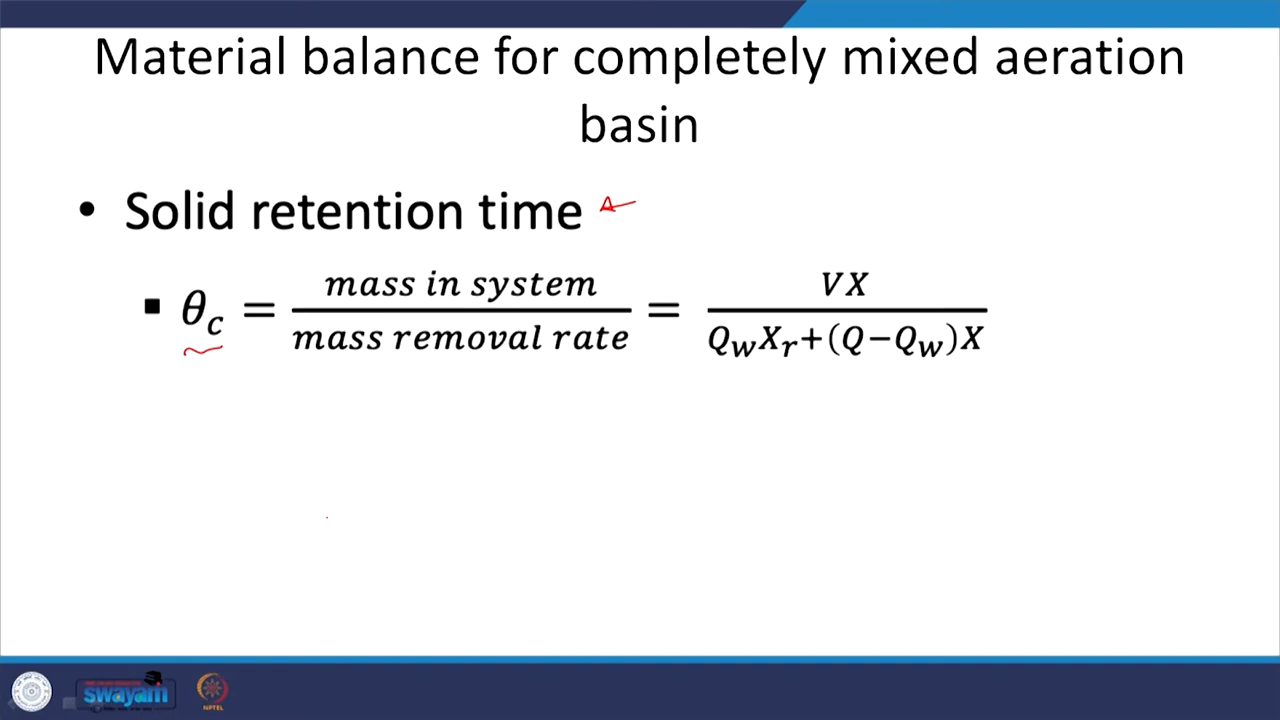 Material balance for completely mixed aeration
basin
• Solid retention time
▪ θc = mass in system / mass removal rate = VX / QwXr+(Q−Qw)X
swayam
NPTEL